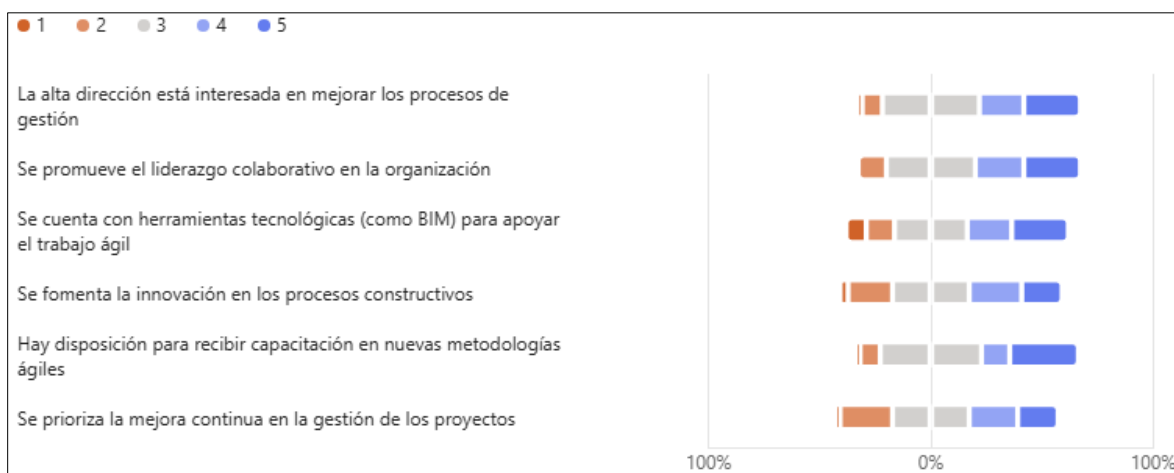 1 2 3 4 5
La alta dirección está interesada en mejorar los procesos de
gestión
Se promueve el liderazgo colaborativo en la organización
Se cuenta con herramientas tecnológicas (como BIM) para apoyar
el trabajo ágil
Se fomenta la innovación en los procesos constructivos
Hay disposición para recibir capacitación en nuevas metodologías
ágiles
Se prioriza la mejora continua en la gestión de los proyectos
100% 0% 100%